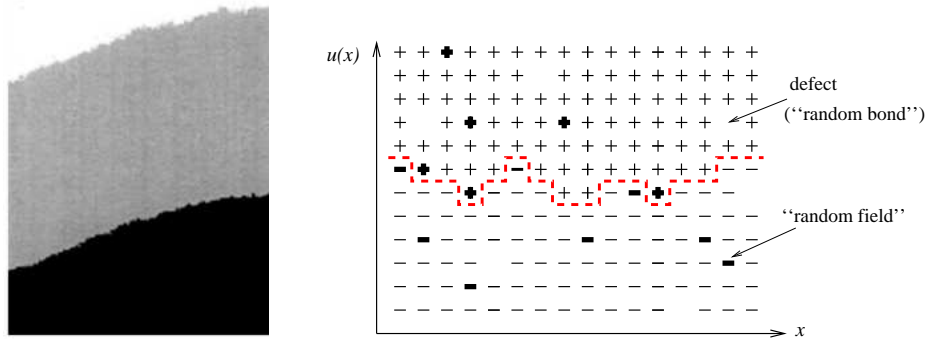 u(x)
defect
(“random bond”)
“random field”
x